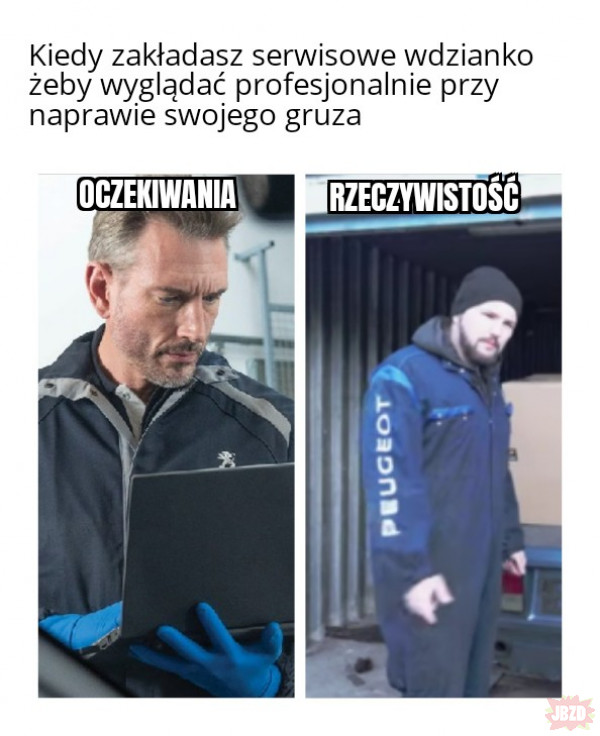 Kiedy zakładasz serwisowe wdzianko
żeby wyglądać profesjonalnie przy
naprawie swojego gruza
OCZEKIWANIA
RZECZYWISTOŚĆ
PEUGEOT
JBZD